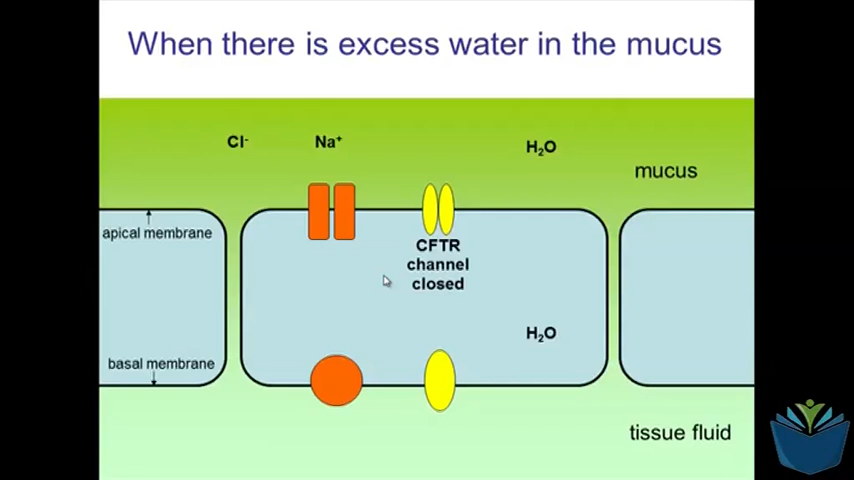 When there is excess water in the mucus
Cl⁻
Na⁺
H₂O
mucus
apical membrane
CFTR
channel
closed
H₂O
basal membrane
tissue fluid